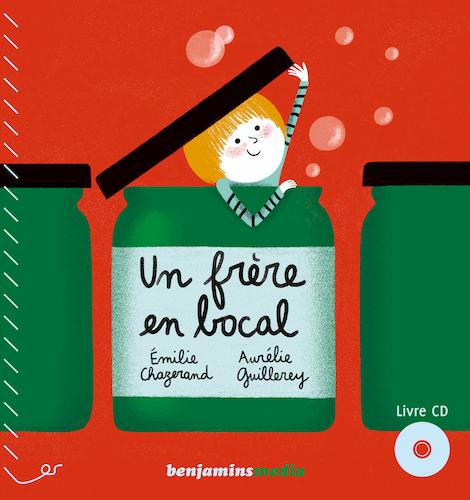 Un frère
en bocal
Émilie Aurélie
Chazerand Guillerey
Livre CD
benjaminsmedia